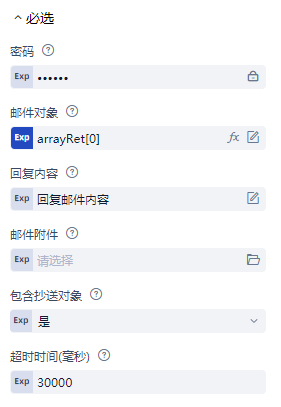 必选
密码
Exp ••••••
邮件对象
Exp arrayRet[0] fx
回复内容
Exp 回复邮件内容
邮件附件
Exp 请选择
包含抄送对象
Exp 是
超时时间(毫秒)
Exp 30000